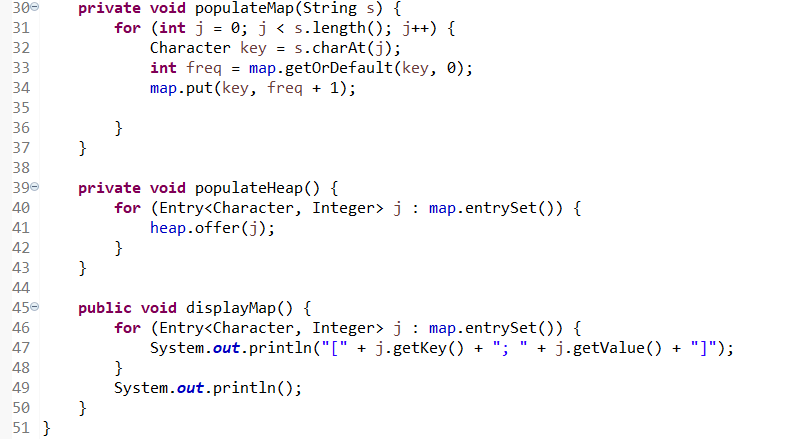 30 private void populateMap(String s) {
31 for (int j = 0; j < s.length(); j++) {
32 Character key = s.charAt(j);
33 int freq = map.getOrDefault(key, 0);
34 map.put(key, freq + 1);
35
36 }
37 }
38
39 private void populateHeap() {
40 for (Entry<Character, Integer> j : map.entrySet()) {
41 heap.offer(j);
42 }
43 }
44
45 public void displayMap() {
46 for (Entry<Character, Integer> j : map.entrySet()) {
47 System.out.println("[" + j.getKey() + "; " + j.getValue() + "]");
48 }
49 System.out.println();
50 }
51 }